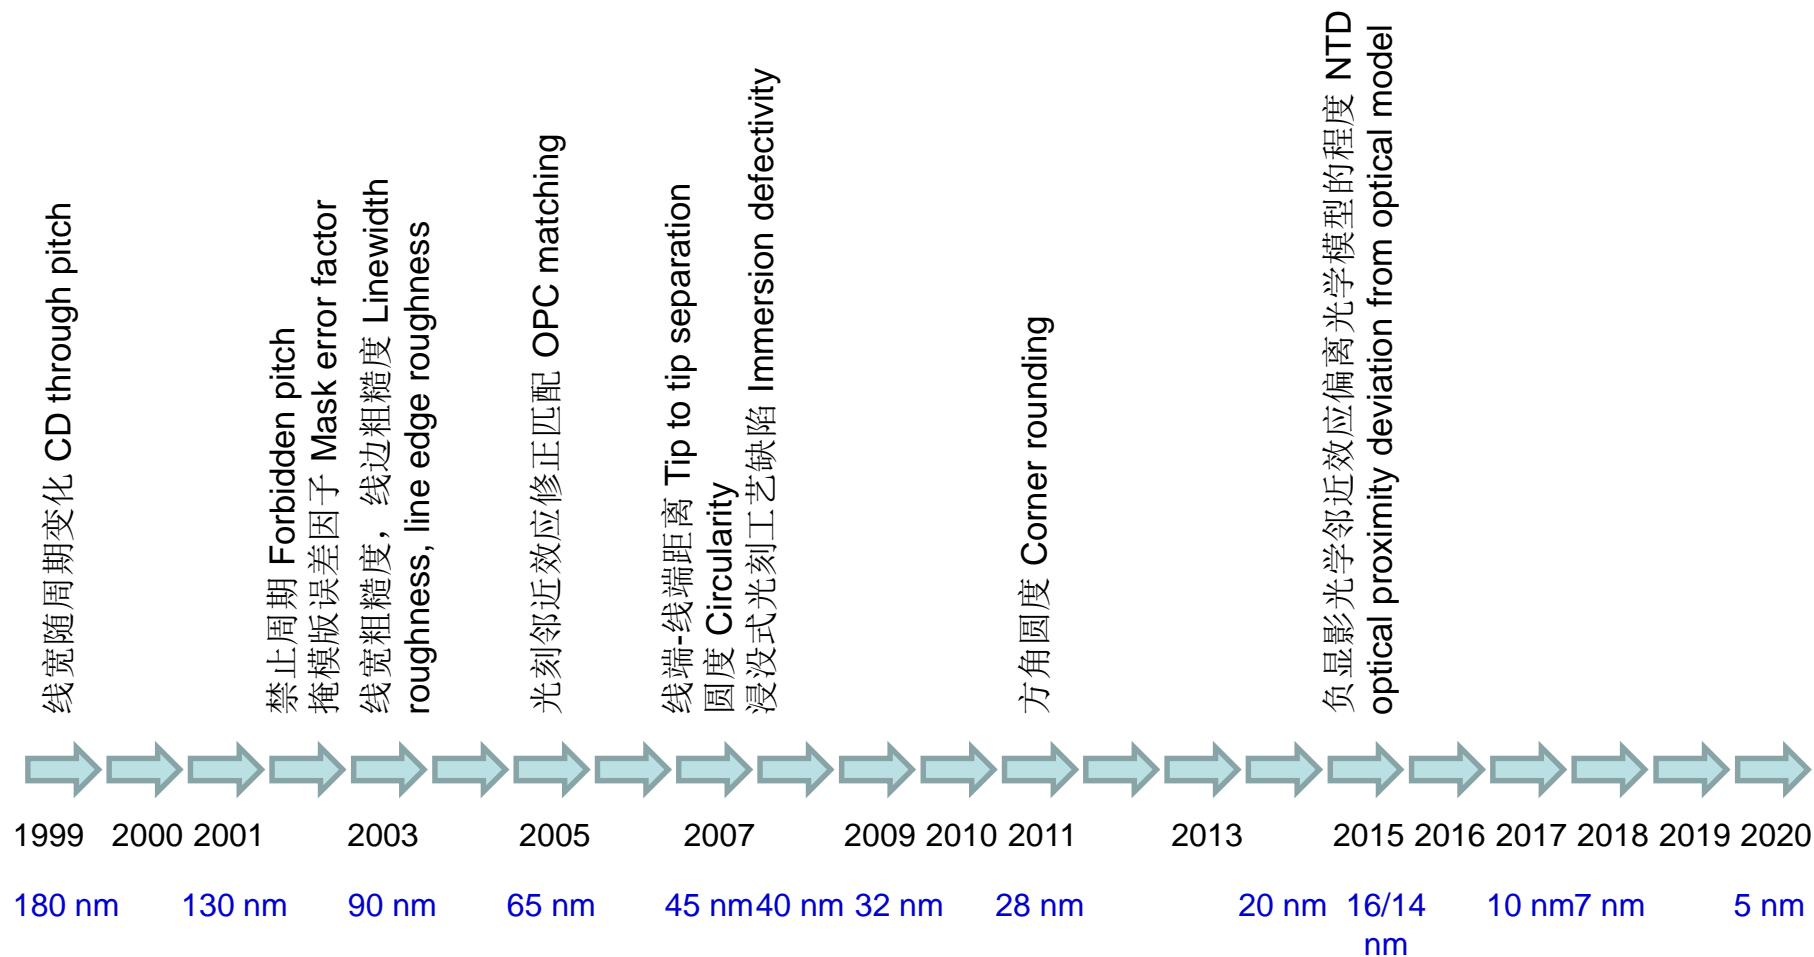 线宽随周期变化 CD through pitch
禁止周期 Forbidden pitch
掩模版误差因子 Mask error factor
线宽粗糙度，线边粗糙度 Linewidth
roughness, line edge roughness
光刻邻近效应修正匹配 OPC matching
线端-线端距离 Tip to tip separation
圆度 Circularity
浸没式光刻工艺缺陷 Immersion defectivity
方角圆度 Corner rounding
负显影光学邻近效应偏离光学模型的程度 NTD
optical proximity deviation from optical model
1999 2000 2001 2003 2005 2007 2009 2010 2011 2013 2015 2016 2017 2018 2019 2020
180 nm 130 nm 90 nm 65 nm 45 nm 40 nm 32 nm 28 nm 20 nm 16/14 10 nm 7 nm 5 nm
nm